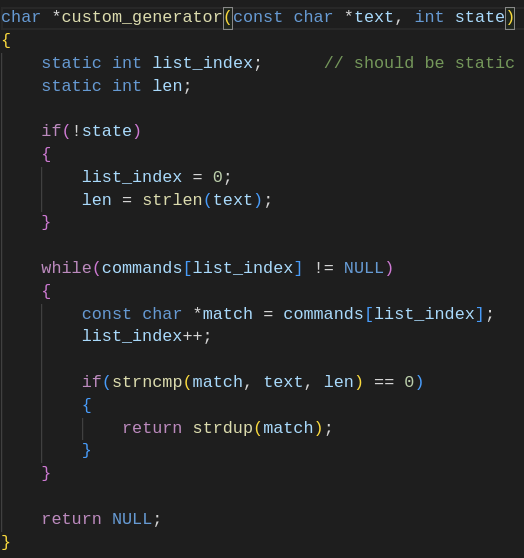 char *custom_generator(const char *text, int state)
{
    static int list_index;      // should be static
    static int len;

    if(!state)
    {
        list_index = 0;
        len = strlen(text);
    }

    while(commands[list_index] != NULL)
    {
        const char *match = commands[list_index];
        list_index++;

        if(strncmp(match, text, len) == 0)
        {
            return strdup(match);
        }
    }

    return NULL;
}